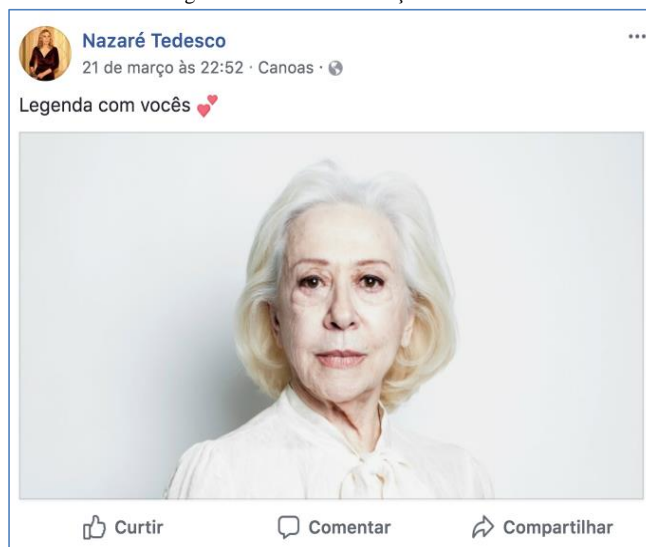 Nazaré Tedesco
21 de março às 22:52 · Canoas ·
Legenda com vocês 💕
Curtir Comentar Compartilhar